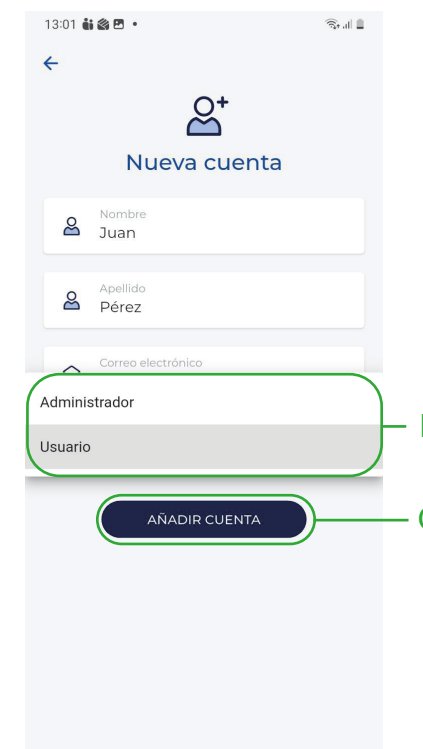 13:01
Nueva cuenta
Nombre
Juan
Apellido
Pérez
Correo electrónico
Administrador
Usuario
AÑADIR CUENTA